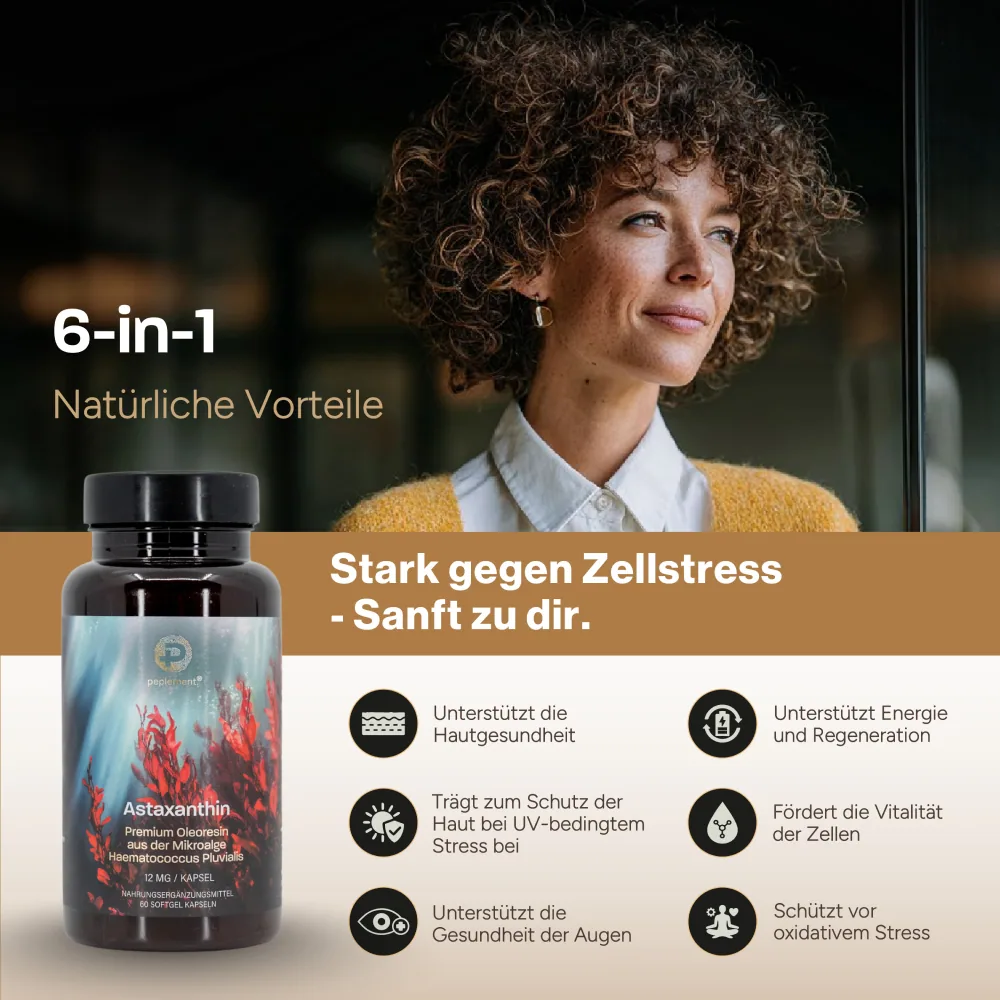 6-in-1
Natürliche Vorteile
Stark gegen Zellstress
- Sanft zu dir.
peplement®
Astaxanthin
Premium Oleoresin
aus der Mikroalge
Haematococcus Pluvialis
12 MG / KAPSEL
NAHRUNGSERGÄNZUNGSMITTEL
60 SOFTGEL KAPSELN
Unterstützt die
Hautgesundheit
Trägt zum Schutz der
Haut bei UV-bedingtem
Stress bei
Unterstützt die
Gesundheit der Augen
Unterstützt Energie
und Regeneration
Fördert die Vitalität
der Zellen
Schützt vor
oxidativem Stress